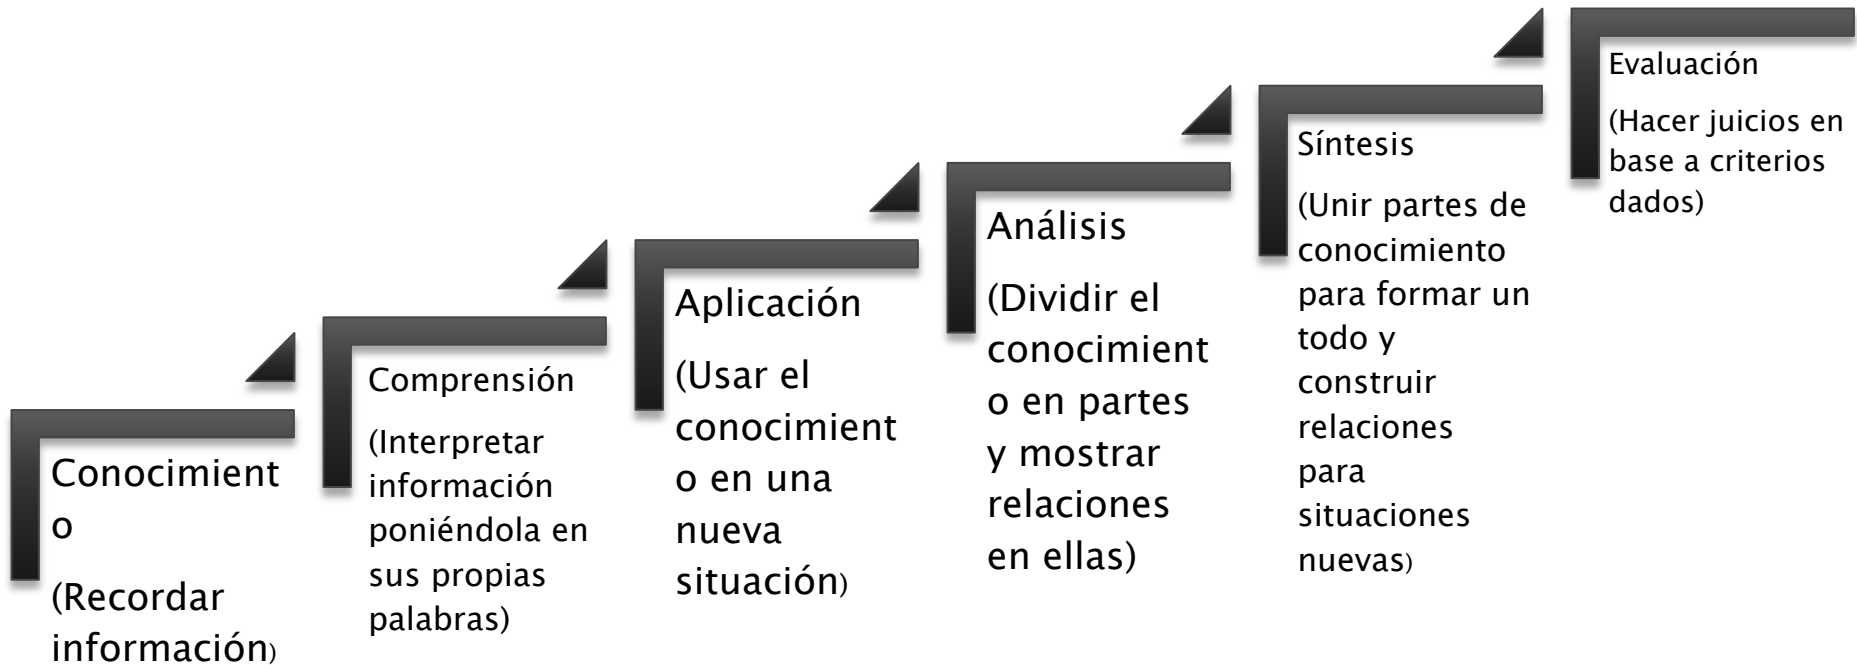 Conocimient
o
(Recordar
información)
Comprensión
(Interpretar
información
poniéndola en
sus propias
palabras)
Aplicación
(Usar el
conocimient
o en una
nueva
situación)
Análisis
(Dividir el
conocimient
o en partes
y mostrar
relaciones
en ellas)
Síntesis
(Unir partes de
conocimiento
para formar un
todo y
construir
relaciones
para
situaciones
nuevas)
Evaluación
(Hacer juicios en
base a criterios
dados)